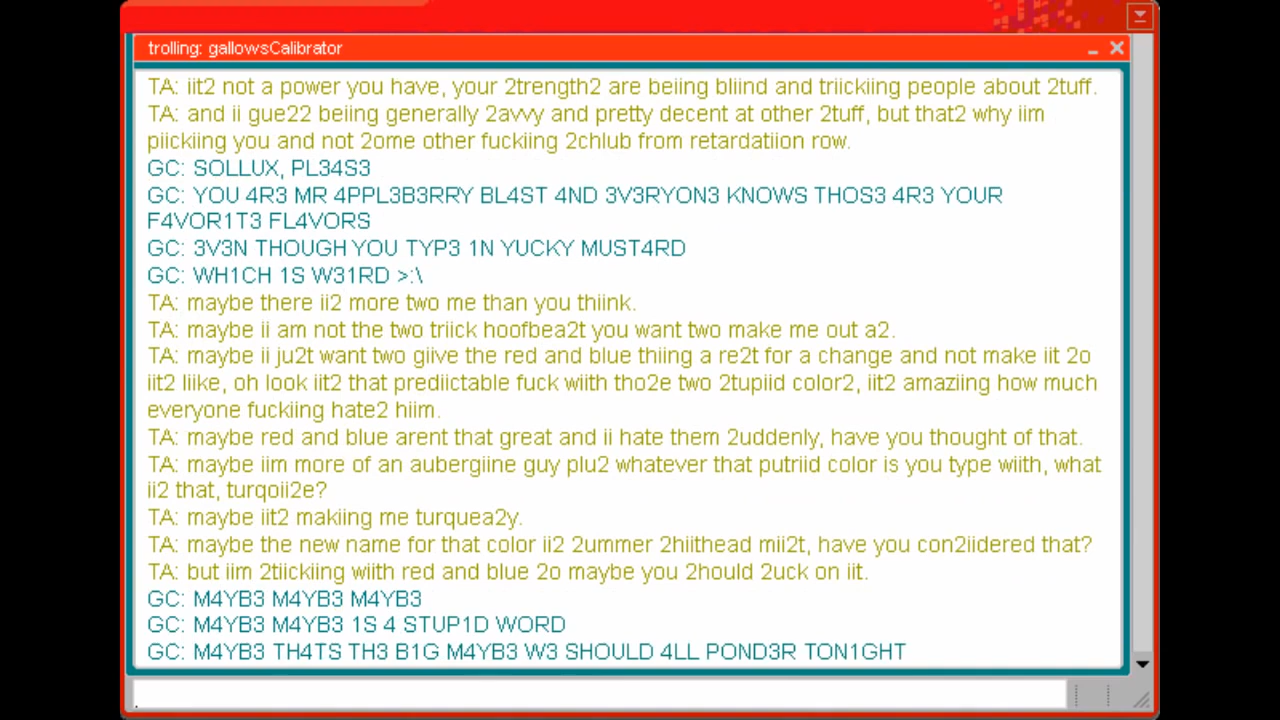 trolling: gallowsCalibrator
TA: iit2 not a power you have, your 2trength2 are beiing bliind and triickiing people about 2tuff.
TA: and ii gue22 beiing generally 2avvy and pretty decent at other 2tuff, but that2 why iim
piickiing you and not 2ome other fuckiing 2chlub from retardatiion row.
GC: SOLLUX, PL34S3
GC: YOU 4R3 MR 4PPL3B3RRY BL4ST 4ND 3V3RYON3 KNOWS THOS3 4R3 YOUR
F4VOR1T3 FL4VORS
GC: 3V3N THOUGH YOU TYP3 1N YUCKY MUST4RD
GC: WH1CH 1S W31RD >:\
TA: maybe there ii2 more two me than you thiink.
TA: maybe ii am not the two triick hoofbea2t you want two make me out a2.
TA: maybe ii ju2t want two giive the red and blue thiing a re2t for a change and not make iit 2o
iit2 liike, oh look iit2 that prediictable fuck wiith tho2e two 2tupiid color2, iit2 amaziing how much
everyone fuckiing hate2 hiim.
TA: maybe red and blue arent that great and ii hate them 2uddenly, have you thought of that.
TA: maybe iim more of an aubergiine guy plu2 whatever that putriid color is you type wiith, what
ii2 that, turqoii2e?
TA: maybe iit2 makiing me turquea2y.
TA: maybe the new name for that color ii2 2ummer 2hiithead mii2t, have you con2iidered that?
TA: but iim 2tiickiing wiith red and blue 2o maybe you 2hould 2uck on iit.
GC: M4YB3 M4YB3 M4YB3
GC: M4YB3 M4YB3 1S 4 STUP1D WORD
GC: M4YB3 TH4TS TH3 B1G M4YB3 W3 SHOULD 4LL POND3R TON1GHT